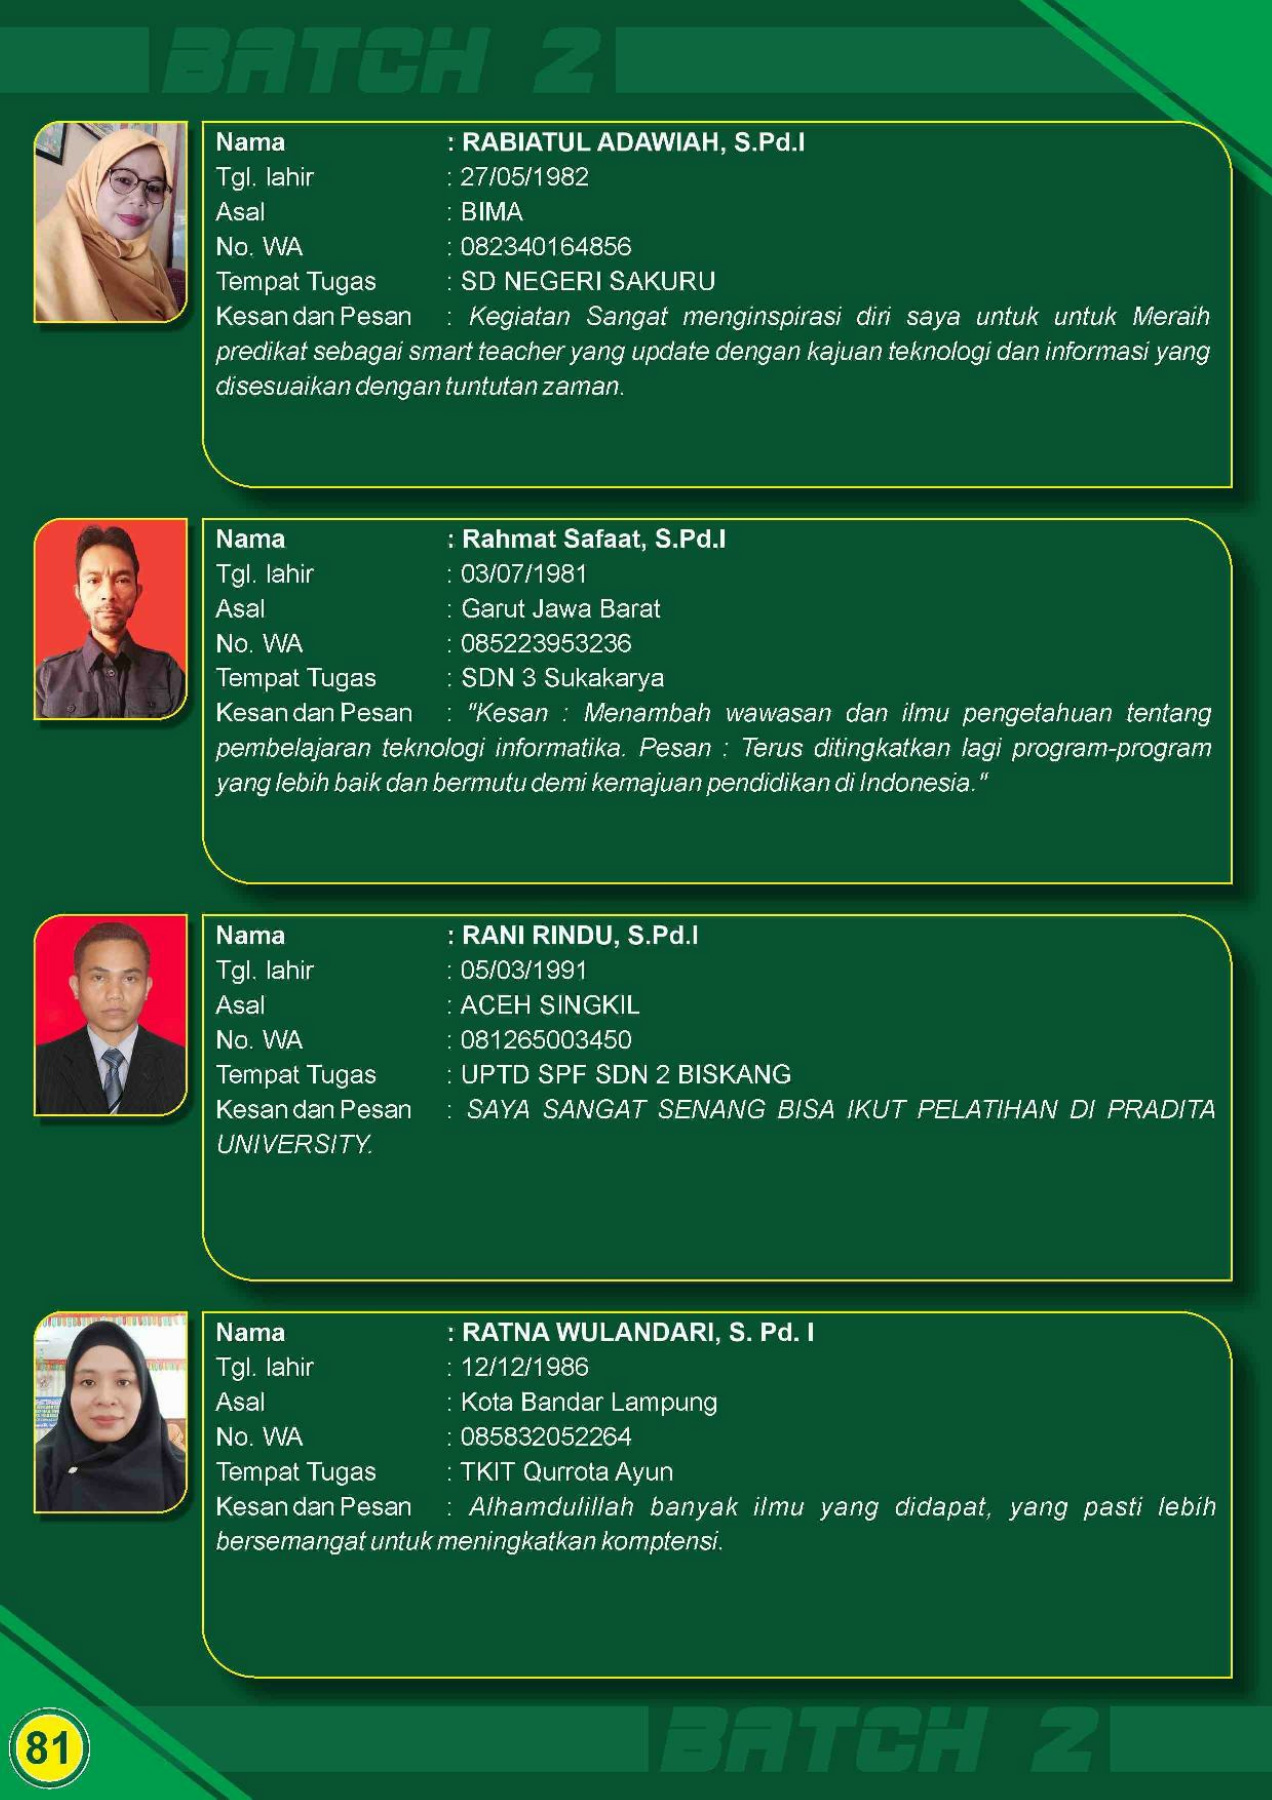 BATCH 2
Nama : RABIATUL ADAWIAH, S.Pd.I
Tgl. lahir : 27/05/1982
Asal : BIMA
No. WA : 082340164856
Tempat Tugas : SD NEGERI SAKURU
Kesan dan Pesan : Kegiatan Sangat menginspirasi diri saya untuk untuk Meraih
predikat sebagai smart teacher yang update dengan kajuan teknologi dan informasi yang
disesuaikan dengan tuntutan zaman.
Nama : Rahmat Safaat, S.Pd.I
Tgl. lahir : 03/07/1981
Asal : Garut Jawa Barat
No. WA : 085223953236
Tempat Tugas : SDN 3 Sukakarya
Kesan dan Pesan : "Kesan : Menambah wawasan dan ilmu pengetahuan tentang
pembelajaran teknologi informatika. Pesan : Terus ditingkatkan lagi program-program
yang lebih baik dan bermutu demi kemajuan pendidikan di Indonesia."
Nama : RANI RINDU, S.Pd.I
Tgl. lahir : 05/03/1991
Asal : ACEH SINGKIL
No. WA : 081265003450
Tempat Tugas : UPTD SPF SDN 2 BISKANG
Kesan dan Pesan : SAYA SANGAT SENANG BISA IKUT PELATIHAN DI PRADITA
UNIVERSITY.
Nama : RATNA WULANDARI, S. Pd. I
Tgl. lahir : 12/12/1986
Asal : Kota Bandar Lampung
No. WA : 085832052264
Tempat Tugas : TKIT Qurrota Ayun
Kesan dan Pesan : Alhamdulillah banyak ilmu yang didapat, yang pasti lebih
bersemangat untuk meningkatkan komptensi.
81
BATCH 2